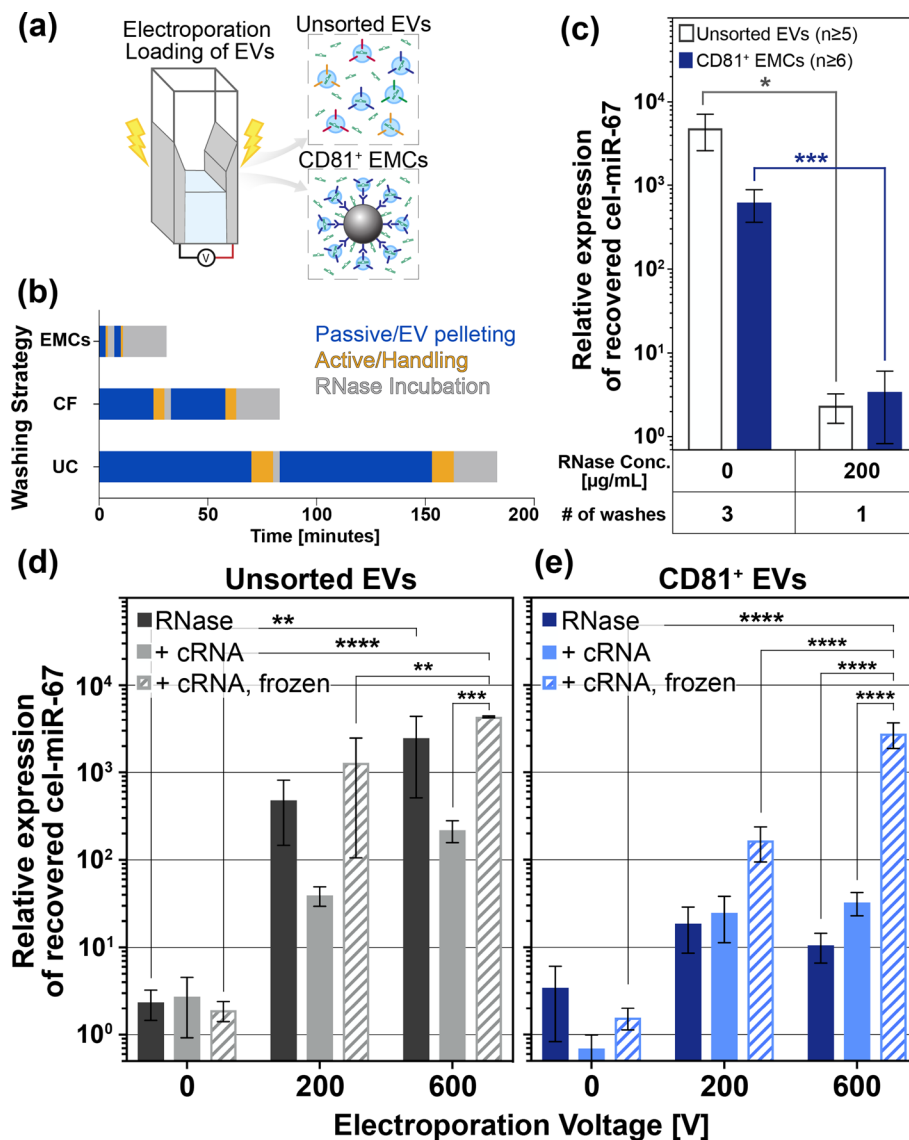 (a)
Electroporation
Loading of EVs
V
Unsorted EVs
CD81⁺ EMCs
(b)
Washing Strategy
EMCs
CF
UC
Passive/EV pelleting
Active/Handling
RNase Incubation
0 50 100 150 200
Time [minutes]
(c)
Unsorted EVs (n≥5)
CD81⁺ EMCs (n≥6)
Relative expression
of recovered cel-miR-67
10⁴
10³
10²
10¹
10⁰
*
***
RNase Conc.
[µg/mL]
0 200
# of washes 3 1
(d)
Unsorted EVs
RNase
+ cRNA
+ cRNA, frozen
**
****
**
***
Relative expression
of recovered cel-miR-67
10⁴
10³
10²
10¹
10⁰
0 200 600
(e)
CD81⁺ EVs
RNase
+ cRNA
+ cRNA, frozen
****
****
****
****
0 200 600
Electroporation Voltage [V]